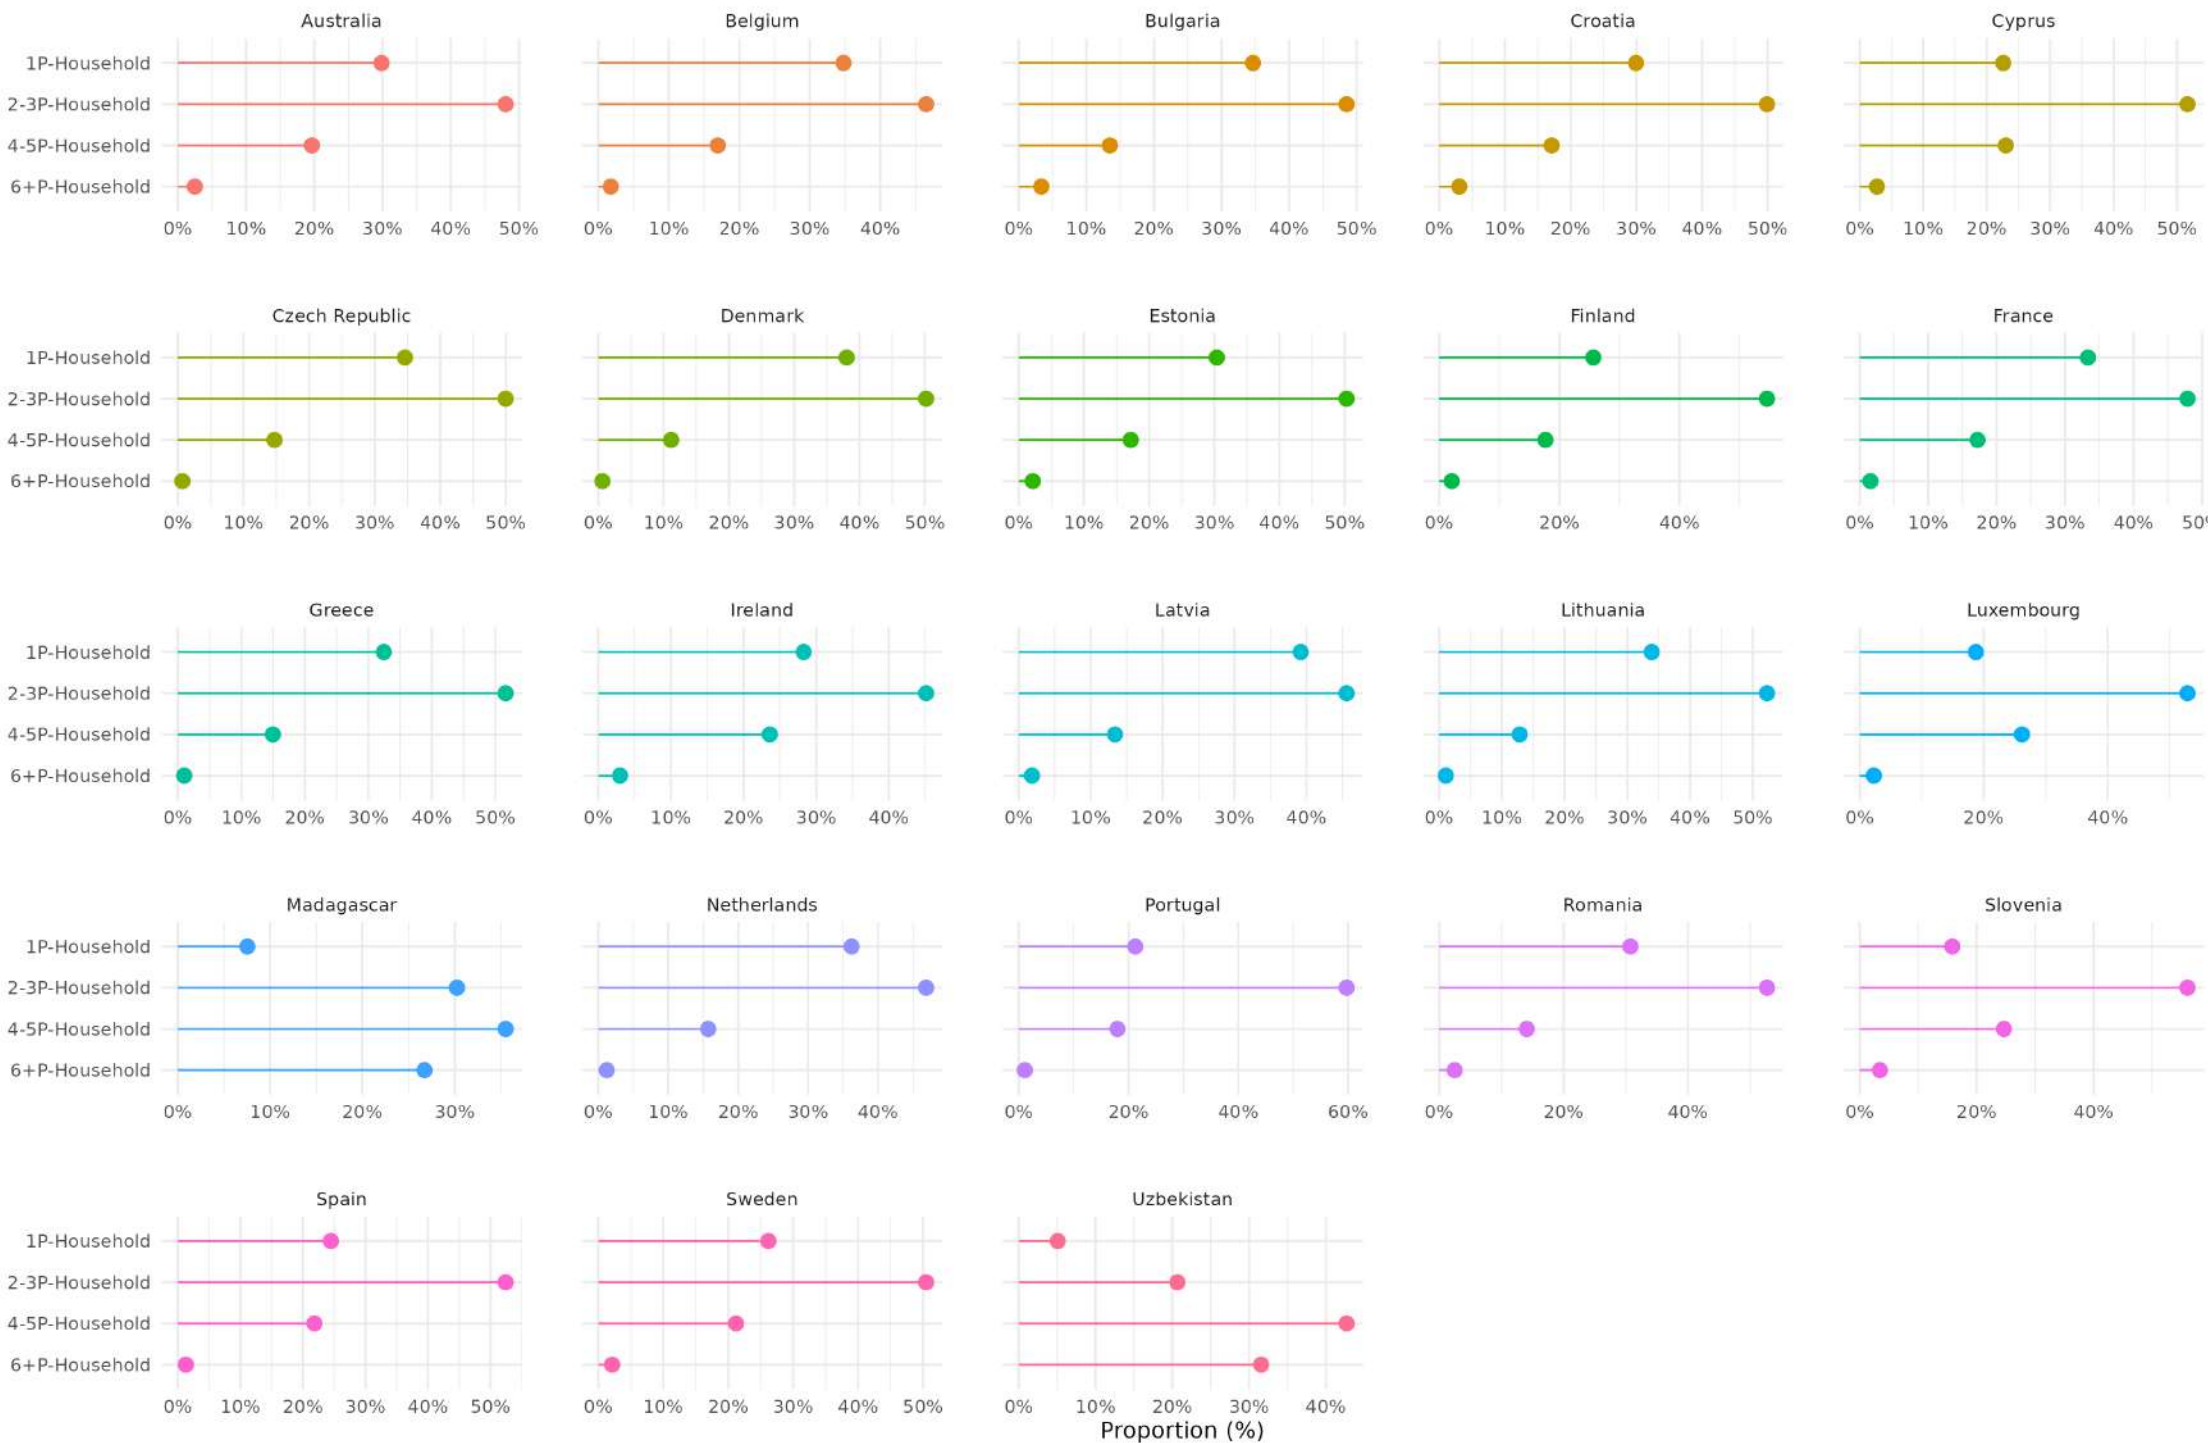 Australia Belgium Bulgaria Croatia Cyprus
1P-Household
2-3P-Household
4-5P-Household
6+P-Household
0% 10% 20% 30% 40% 50% 0% 10% 20% 30% 40% 0% 10% 20% 30% 40% 50% 0% 10% 20% 30% 40% 50% 0% 10% 20% 30% 40% 50%
Czech Republic Denmark Estonia Finland France
1P-Household
2-3P-Household
4-5P-Household
6+P-Household
0% 10% 20% 30% 40% 50% 0% 10% 20% 30% 40% 50% 0% 10% 20% 30% 40% 50% 0% 20% 40% 0% 10% 20% 30% 40% 50%
Greece Ireland Latvia Lithuania Luxembourg
1P-Household
2-3P-Household
4-5P-Household
6+P-Household
0% 10% 20% 30% 40% 50% 0% 10% 20% 30% 40% 0% 10% 20% 30% 40% 0% 10% 20% 30% 40% 50% 0% 20% 40%
Madagascar Netherlands Portugal Romania Slovenia
1P-Household
2-3P-Household
4-5P-Household
6+P-Household
0% 10% 20% 30% 0% 10% 20% 30% 40% 0% 20% 40% 60% 0% 20% 40% 0% 20% 40%
Spain Sweden Uzbekistan
1P-Household
2-3P-Household
4-5P-Household
6+P-Household
0% 10% 20% 30% 40% 50% 0% 10% 20% 30% 40% 50% 0% 10% 20% 30% 40%
Proportion (%)